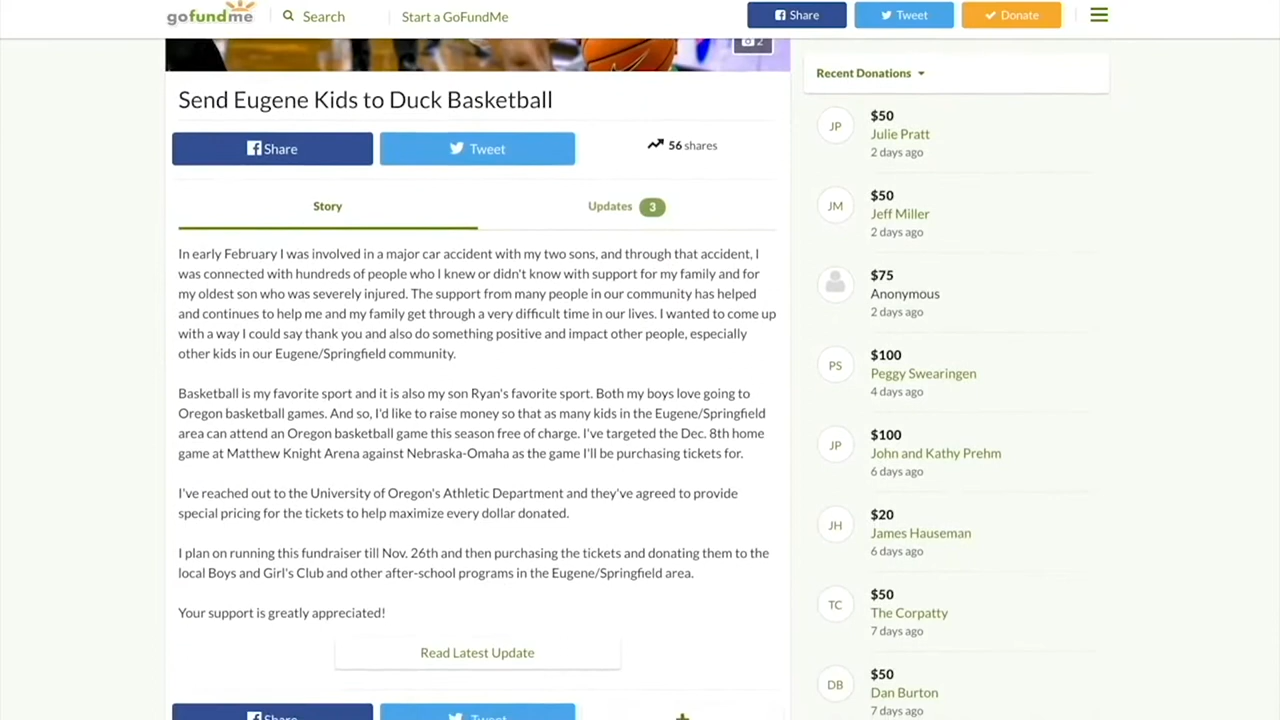 gofundme
Search
Start a GoFundMe
Share
Tweet
Donate
2
Send Eugene Kids to Duck Basketball
Share
Tweet
56 shares
Story
Updates 3
In early February I was involved in a major car accident with my two sons, and through that accident, I
was connected with hundreds of people who I knew or didn't know with support for my family and for
my oldest son who was severely injured. The support from many people in our community has helped
and continues to help me and my family get through a very difficult time in our lives. I wanted to come up
with a way I could say thank you and also do something positive and impact other people, especially
other kids in our Eugene/Springfield community.
Basketball is my favorite sport and it is also my son Ryan's favorite sport. Both my boys love going to
Oregon basketball games. And so, I'd like to raise money so that as many kids in the Eugene/Springfield
area can attend an Oregon basketball game this season free of charge. I've targeted the Dec. 8th home
game at Matthew Knight Arena against Nebraska-Omaha as the game I'll be purchasing tickets for.
I've reached out to the University of Oregon's Athletic Department and they've agreed to provide
special pricing for the tickets to help maximize every dollar donated.
I plan on running this fundraiser till Nov. 26th and then purchasing the tickets and donating them to the
local Boys and Girl's Club and other after-school programs in the Eugene/Springfield area.
Your support is greatly appreciated!
Read Latest Update
Share
Tweet
Recent Donations
JP
$50
Julie Pratt
2 days ago
JM
$50
Jeff Miller
2 days ago
$75
Anonymous
2 days ago
PS
$100
Peggy Swearingen
4 days ago
JP
$100
John and Kathy Prehm
6 days ago
JH
$20
James Hauseman
6 days ago
TC
$50
The Corpatty
7 days ago
DB
$50
Dan Burton
7 days ago